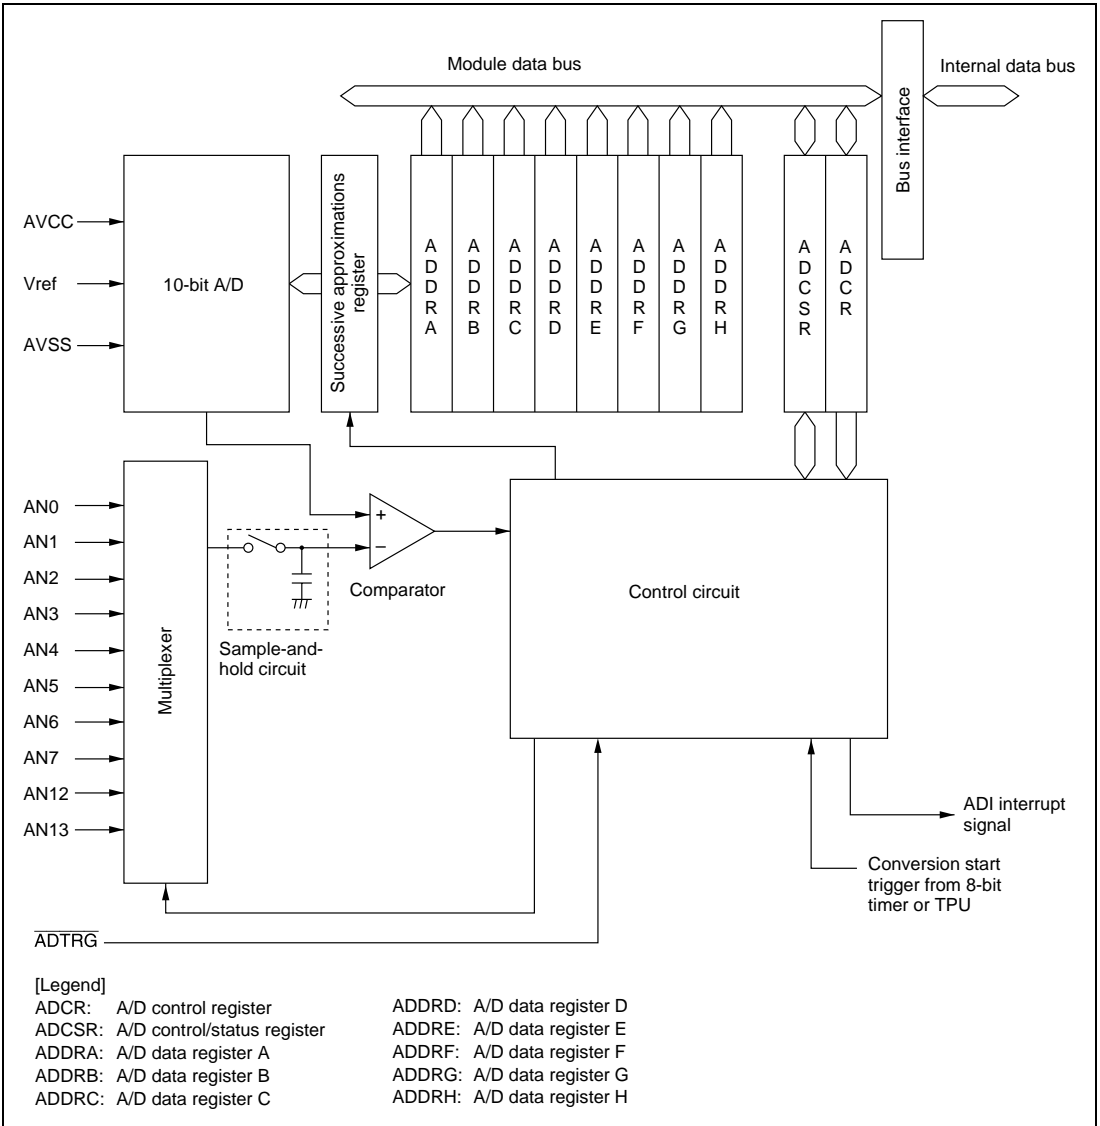 Module data bus
Internal data bus
Bus interface
AVCC
Vref
AVSS
10-bit A/D
Successive approximations
register
ADDRA
ADDRB
ADDRC
ADDRD
ADDRE
ADDRF
ADDRG
ADDRH
ADCSR
ADCR
AN0
AN1
AN2
AN3
AN4
AN5
AN6
AN7
AN12
AN13
Multiplexer
+
−
Comparator
Sample-and-
hold circuit
Control circuit
ADI interrupt
signal
Conversion start
trigger from 8-bit
timer or TPU
ADTRG
[Legend]
ADCR: A/D control register
ADCSR: A/D control/status register
ADDRA: A/D data register A
ADDRB: A/D data register B
ADDRC: A/D data register C
ADDRD: A/D data register D
ADDRE: A/D data register E
ADDRF: A/D data register F
ADDRG: A/D data register G
ADDRH: A/D data register H